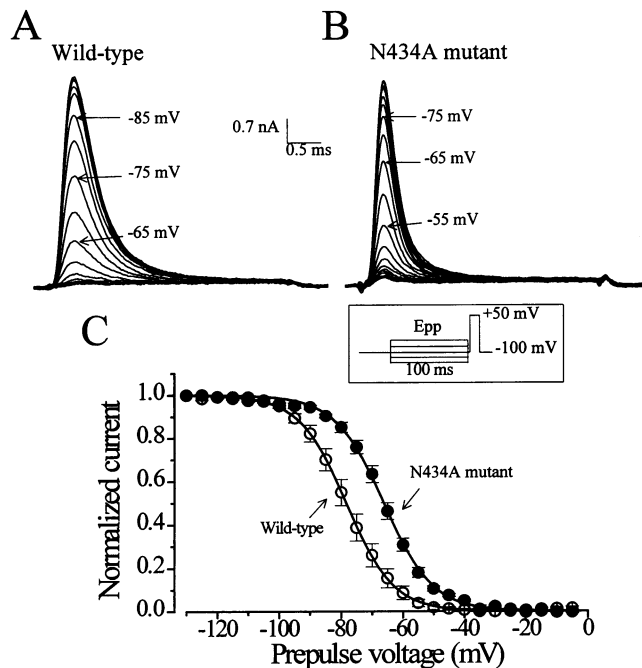 A
Wild-type
-85 mV
-75 mV
-65 mV
0.7 nA
0.5 ms
B
N434A mutant
-75 mV
-65 mV
-55 mV
C
Epp
+50 mV
-100 mV
100 ms
Normalized current
1.0
0.8
0.6
0.4
0.2
0.0
N434A mutant
Wild-type
-120 -100 -80 -60 -40 -20 0
Prepulse voltage (mV)